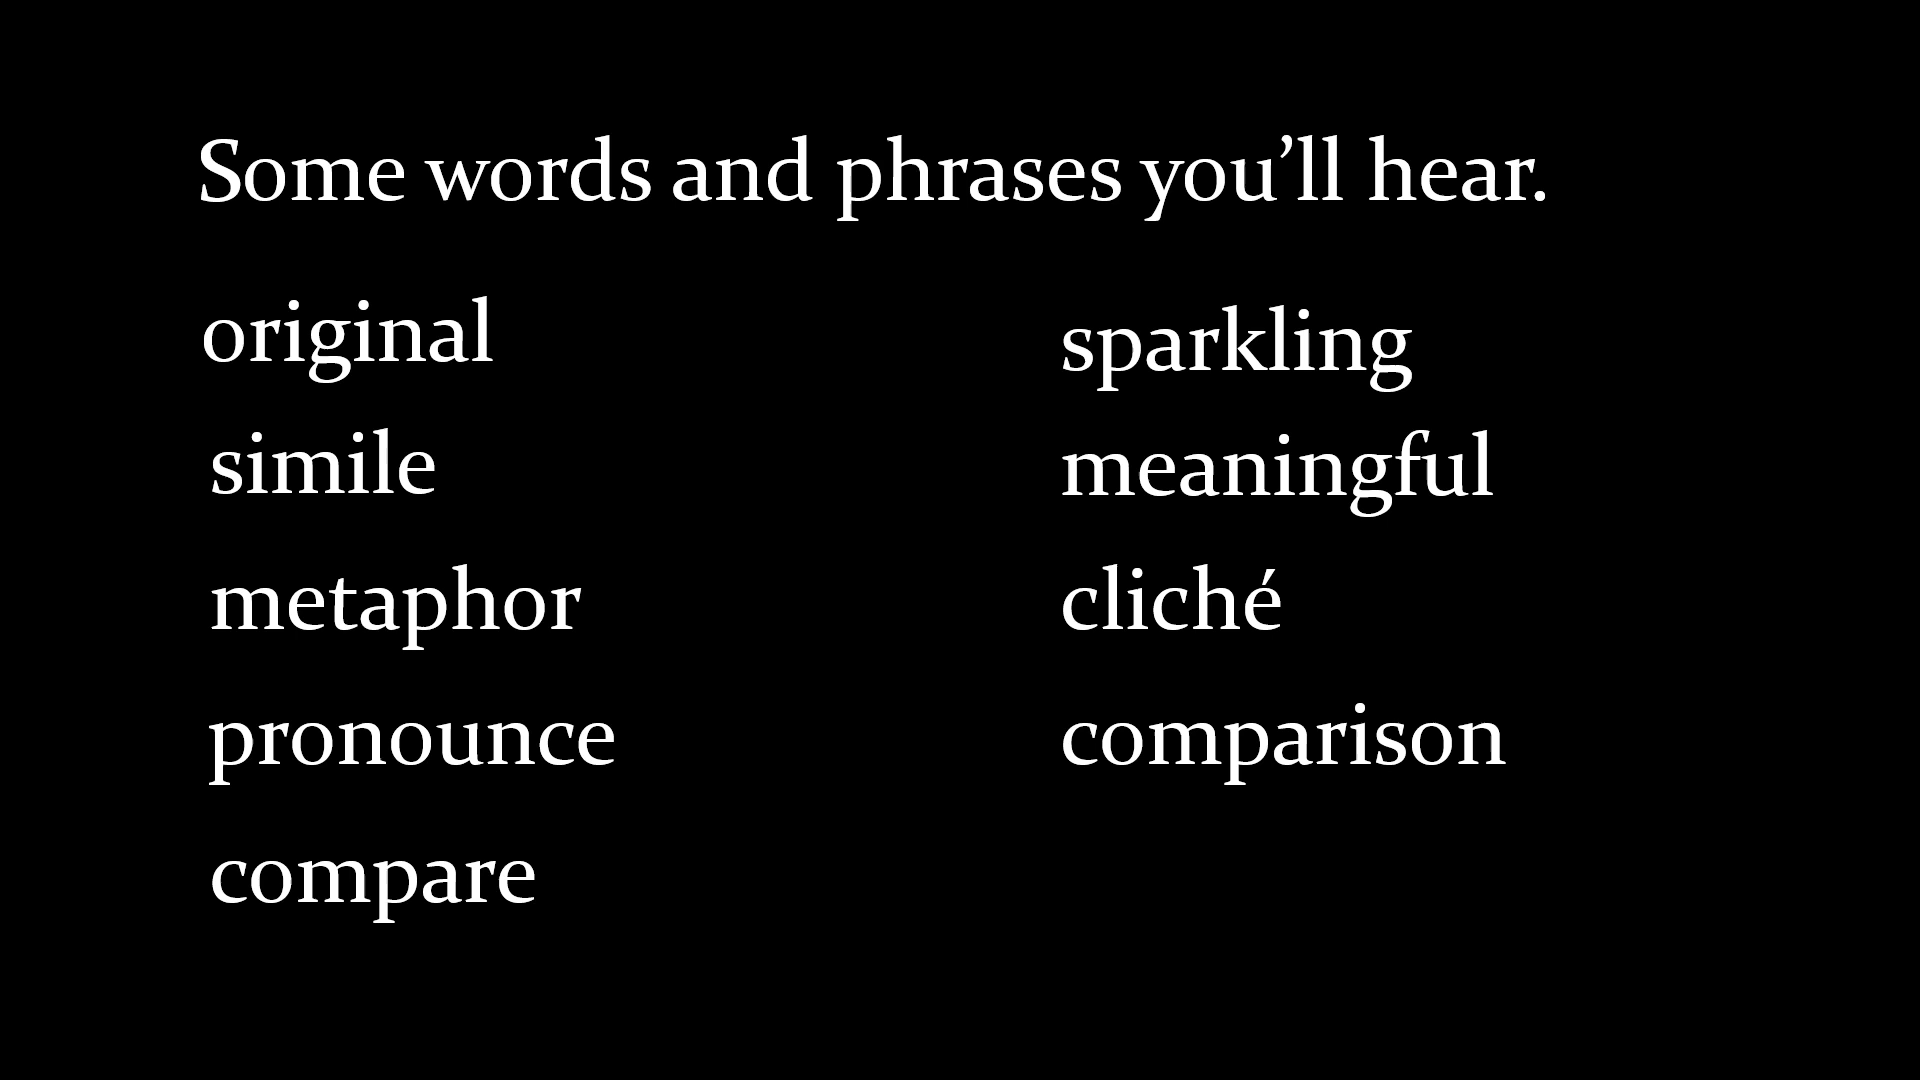 Some words and phrases you’ll hear.
original
simile
metaphor
pronounce
compare
sparkling
meaningful
cliché
comparison